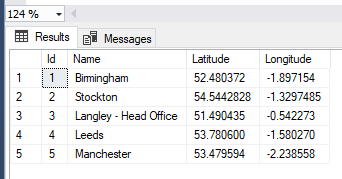 124 %
Results Messages
Id Name Latitude Longitude
1 1 Birmingham 52.480372 -1.897154
2 2 Stockton 54.5442828 -1.3297485
3 3 Langley - Head Office 51.490435 -0.542273
4 4 Leeds 53.780600 -1.580270
5 5 Manchester 53.479594 -2.238558